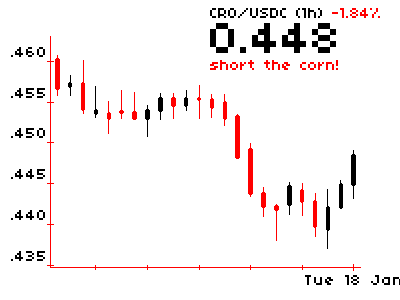 CRO/USDC (1h) -1.84%
0.448
short the corn!
.460
.455
.450
.445
.440
.435
Tue 18 Jan